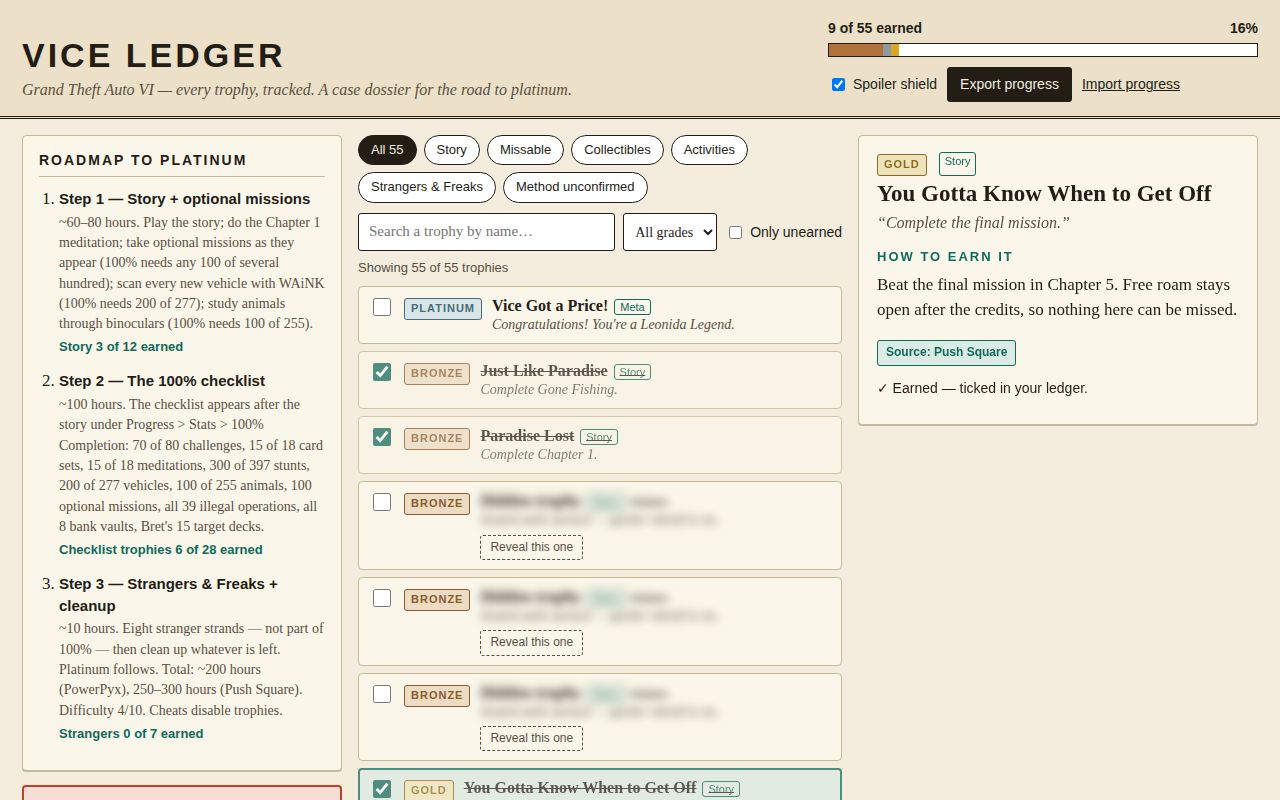 VICE LEDGER
Grand Theft Auto VI — every trophy, tracked. A case dossier for the road to platinum.
9 of 55 earned 16%
Spoiler shield Export progress Import progress
ROADMAP TO PLATINUM
1. Step 1 — Story + optional missions
~60–80 hours. Play the story; do the Chapter 1
meditation; take optional missions as they
appear (100% needs any 100 of several
hundred); scan every new vehicle with WAiNK
(100% needs 200 of 277); study animals
through binoculars (100% needs 100 of 255).
Story 3 of 12 earned
2. Step 2 — The 100% checklist
~100 hours. The checklist appears after the
story under Progress > Stats > 100%
Completion: 70 of 80 challenges, 15 of 18 card
sets, 15 of 18 meditations, 300 of 397 stunts,
200 of 277 vehicles, 100 of 255 animals, 100
optional missions, all 39 illegal operations, all
8 bank vaults, Bret's 15 target decks.
Checklist trophies 6 of 28 earned
3. Step 3 — Strangers & Freaks +
cleanup
~10 hours. Eight stranger strands — not part of
100% — then clean up whatever is left.
Platinum follows. Total: ~200 hours
(PowerPyx), 250–300 hours (Push Square).
Difficulty 4/10. Cheats disable trophies.
Strangers 0 of 7 earned
All 55 Story Missable Collectibles Activities
Strangers & Freaks Method unconfirmed
Search a trophy by name… All grades Only unearned
Showing 55 of 55 trophies
PLATINUM Vice Got a Price! Meta
Congratulations! You're a Leonida Legend.
BRONZE Just Like Paradise Story
Complete Gone Fishing.
BRONZE Paradise Lost Story
Complete Chapter 1.
BRONZE
Reveal this one
BRONZE
Reveal this one
BRONZE
Reveal this one
GOLD You Gotta Know When to Get Off Story
GOLD Story
You Gotta Know When to Get Off
“Complete the final mission.”
HOW TO EARN IT
Beat the final mission in Chapter 5. Free roam stays
open after the credits, so nothing here can be missed.
Source: Push Square
✓ Earned — ticked in your ledger.